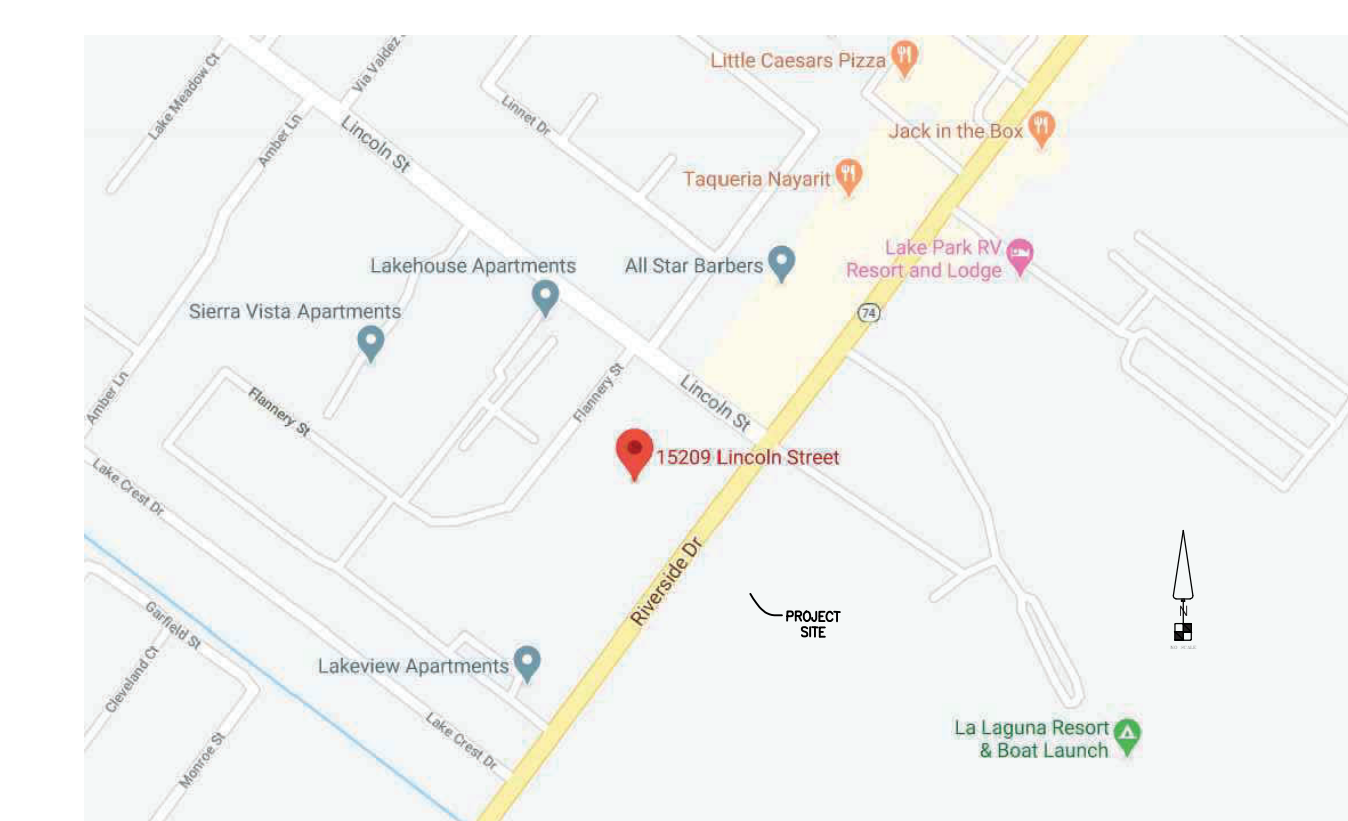 Little Caesars Pizza
Lake Meadow Ct
Via Valdez
Linnet Dr
Amber Ln
Lincoln St
Jack in the Box
Taqueria Nayarit
Lakehouse Apartments
All Star Barbers
Lake Park RV
Resort and Lodge
Sierra Vista Apartments
74
Amber Ln
Flannery St
Flannery St
Lincoln St
15209 Lincoln Street
Lake Crest Dr
Riverside Dr
PROJECT
SITE
N
NO SCALE
Garfield St
Cleveland Ct
Lakeview Apartments
Monroe St
Lake Crest Dr
La Laguna Resort
& Boat Launch